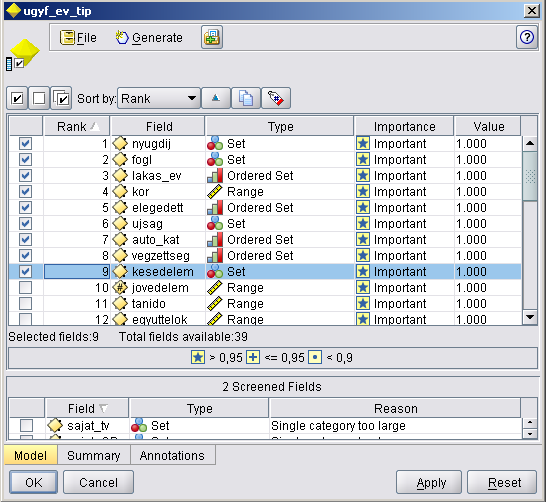 ugyf_ev_tip
File Generate
Sort by: Rank
Rank Field Type Importance Value
1 nyugdij Set Important 1.000
2 fogl Set Important 1.000
3 lakas_ev Ordered Set Important 1.000
4 kor Range Important 1.000
5 elegedett Ordered Set Important 1.000
6 ujsag Set Important 1.000
7 auto_kat Ordered Set Important 1.000
8 vegzettseg Ordered Set Important 1.000
9 kesedelem Set Important 1.000
10 jovedelem Range Important 1.000
11 tanido Range Important 1.000
12 egyuttelok Range Important 1.000
Selected fields:9 Total fields available:39
> 0,95 <= 0,95 < 0,9
2 Screened Fields
Field Type Reason
sajat_tv Set Single category too large
Model Summary Annotations
OK Cancel Apply Reset